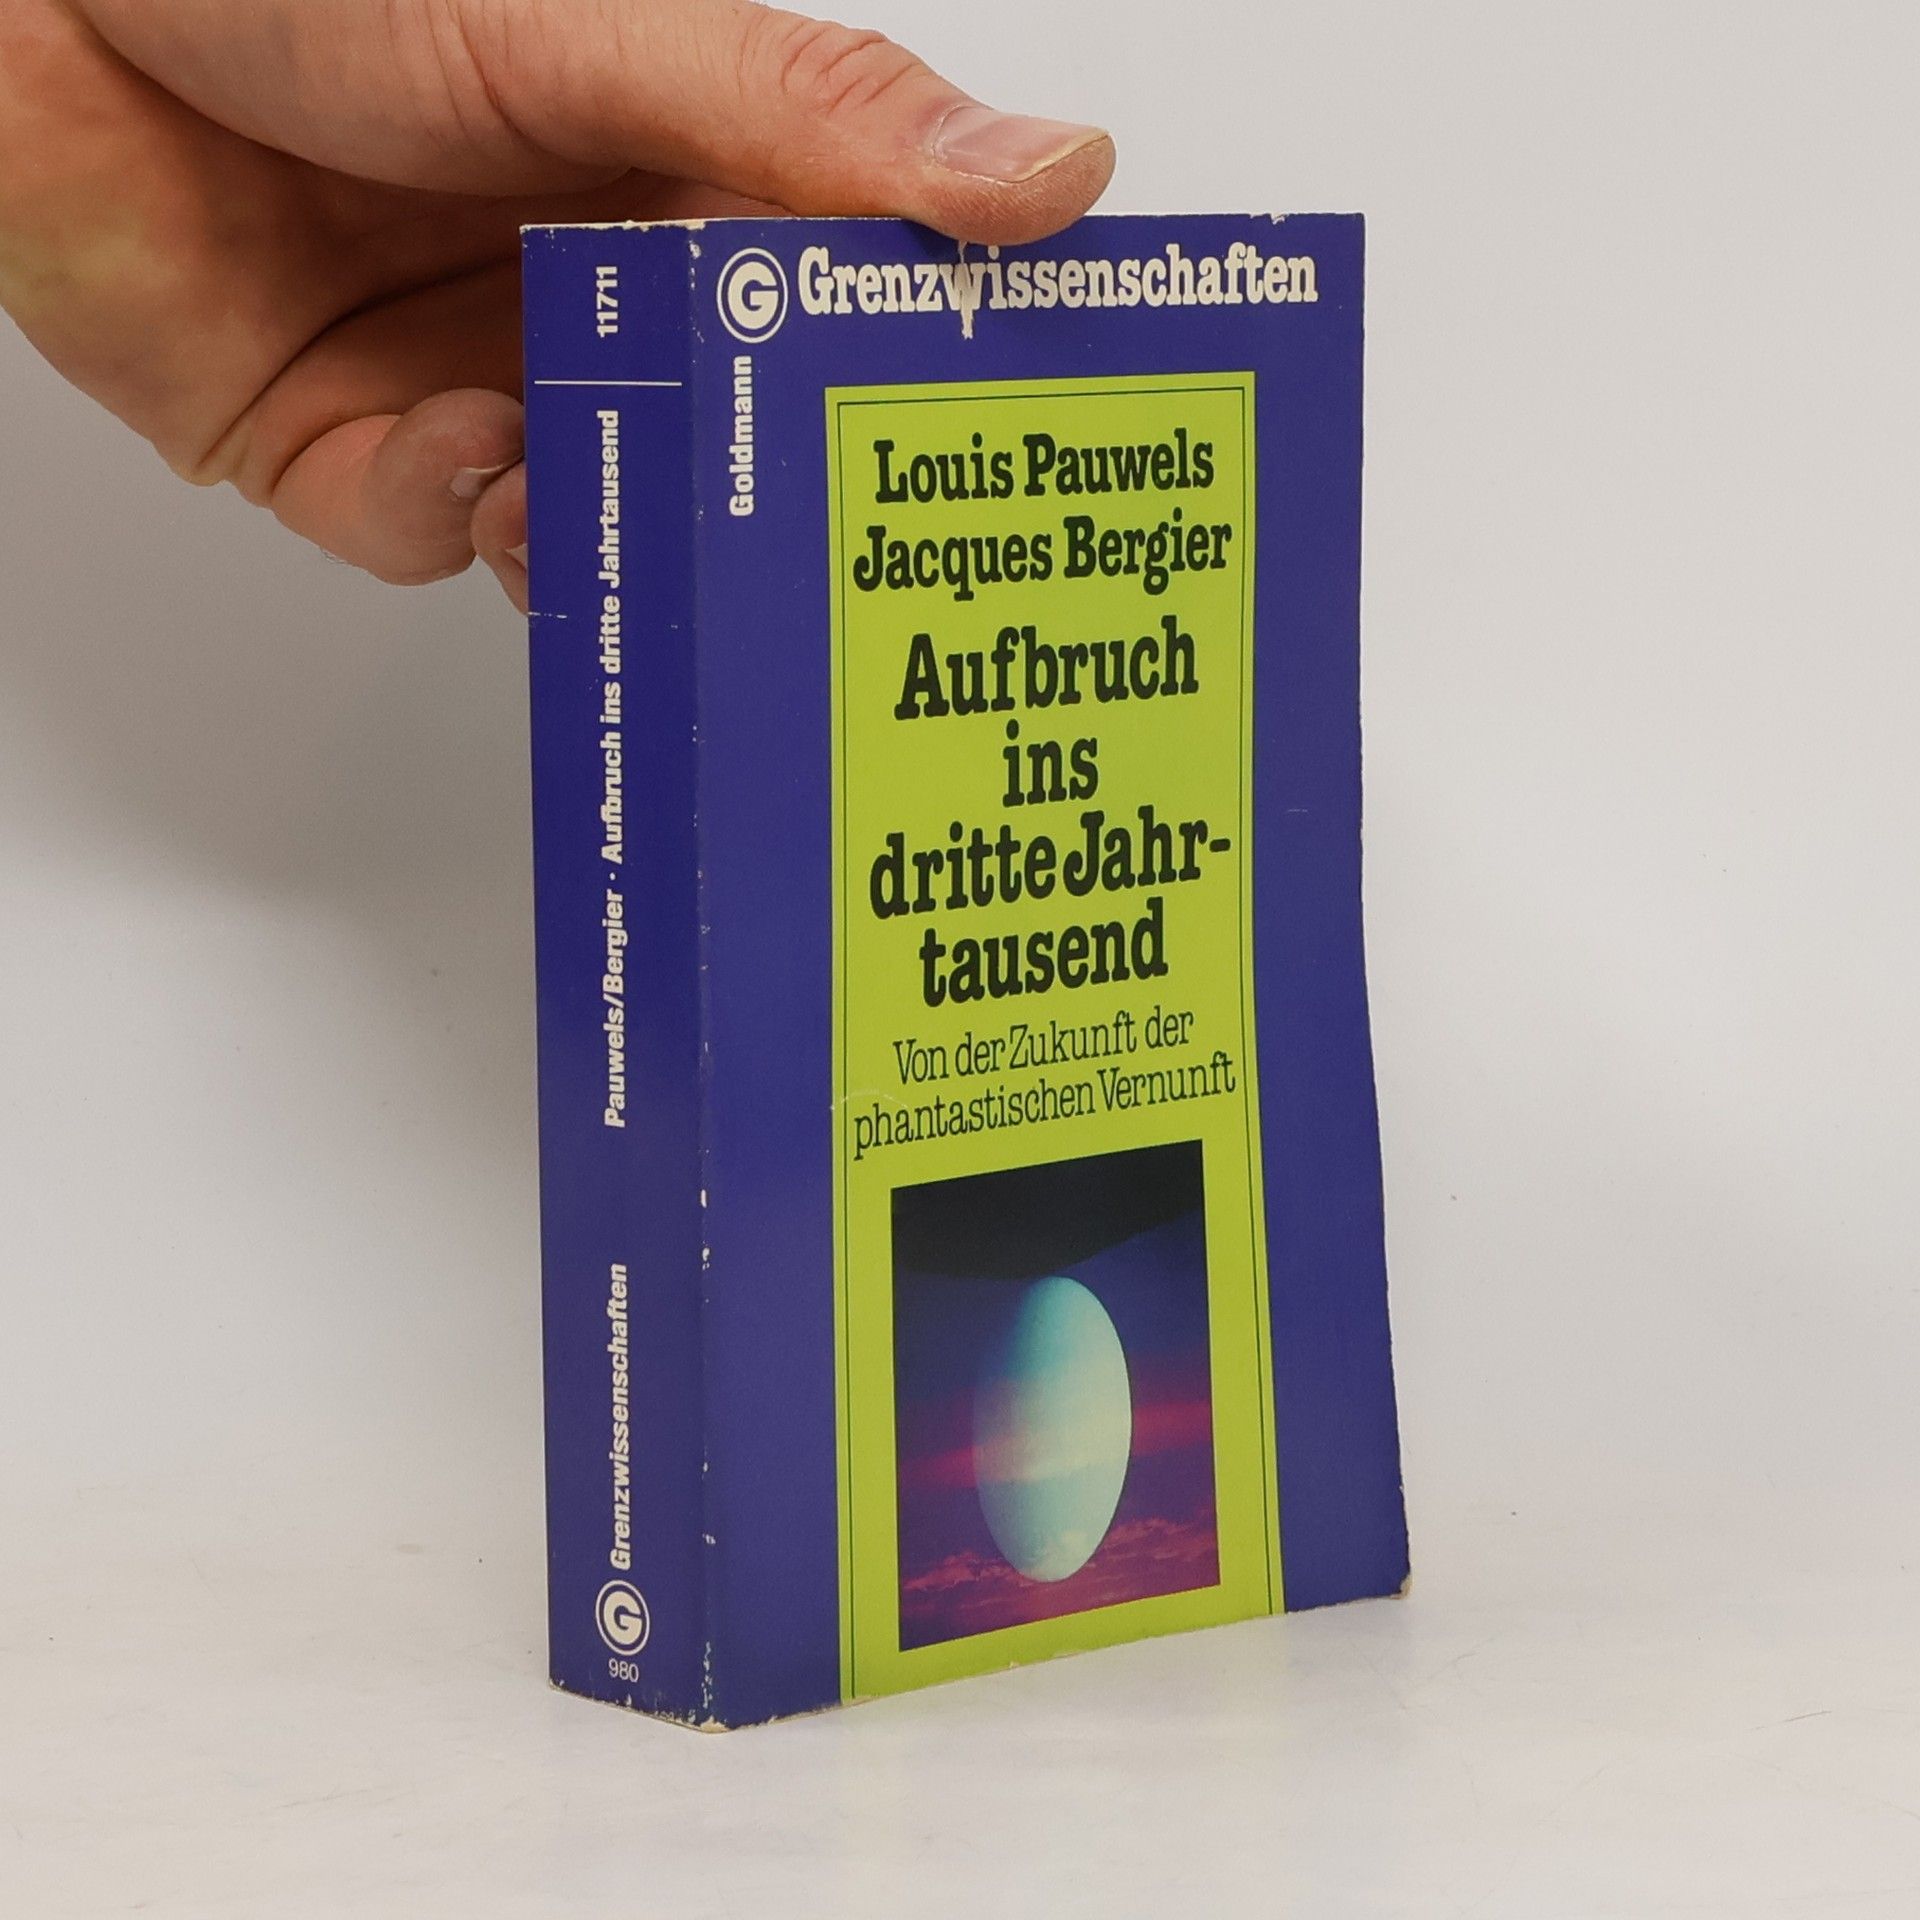 11711
Pauwels/Bergier · Aufbruch ins dritte Jahrtausend
Grenzwissenschaften
G
980
G Grenzwissenschaften
Goldmann
Louis Pauwels
Jacques Bergier
Aufbruch
ins
dritte Jahr-
tausend
Von der Zukunft der
phantastischen Vernunft